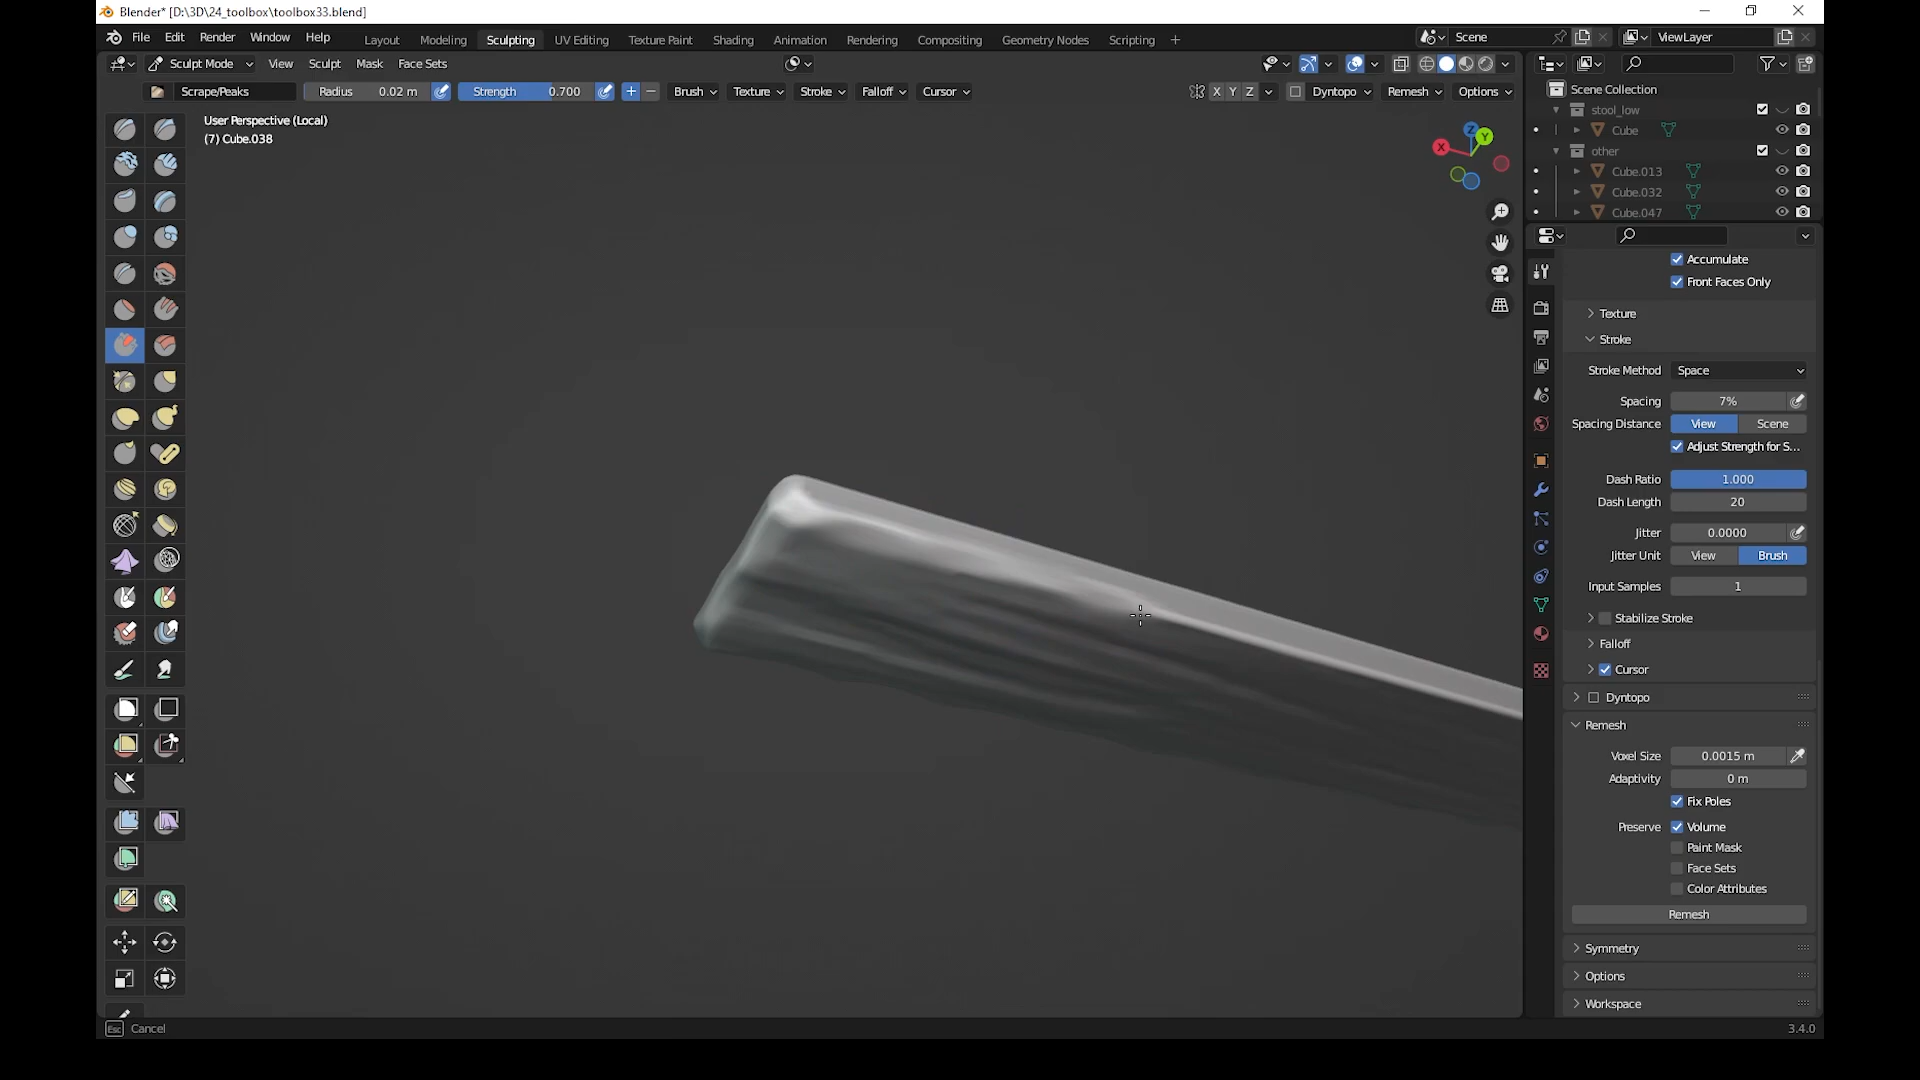 Blender* [D:\3D\24_toolbox\toolbox33.blend]
File Edit Render Window Help Layout Modeling Sculpting UV Editing Texture Paint Shading Animation Rendering Compositing Geometry Nodes Scripting + Scene ViewLayer
Sculpt Mode View Sculpt Mask Face Sets
Scrape/Peaks Radius 0.02 m Strength 0.700 Brush Texture Stroke Falloff Cursor X Y Z Dyntopo Remesh Options
User Perspective (Local)
(7) Cube.038
Z
Y
X
Scene Collection
stool_low
Cube
other
Cube.013
Cube.032
Cube.047
Accumulate
Front Faces Only
Texture
Stroke
Stroke Method Space
Spacing 7%
Spacing Distance View Scene
Adjust Strength for S...
Dash Ratio 1.000
Dash Length 20
Jitter 0.0000
Jitter Unit View Brush
Input Samples 1
Stabilize Stroke
Falloff
Cursor
Dyntopo
Remesh
Voxel Size 0.0015 m
Adaptivity 0 m
Fix Poles
Preserve Volume
Paint Mask
Face Sets
Color Attributes
Remesh
Symmetry
Options
Workspace
Esc Cancel 3.4.0